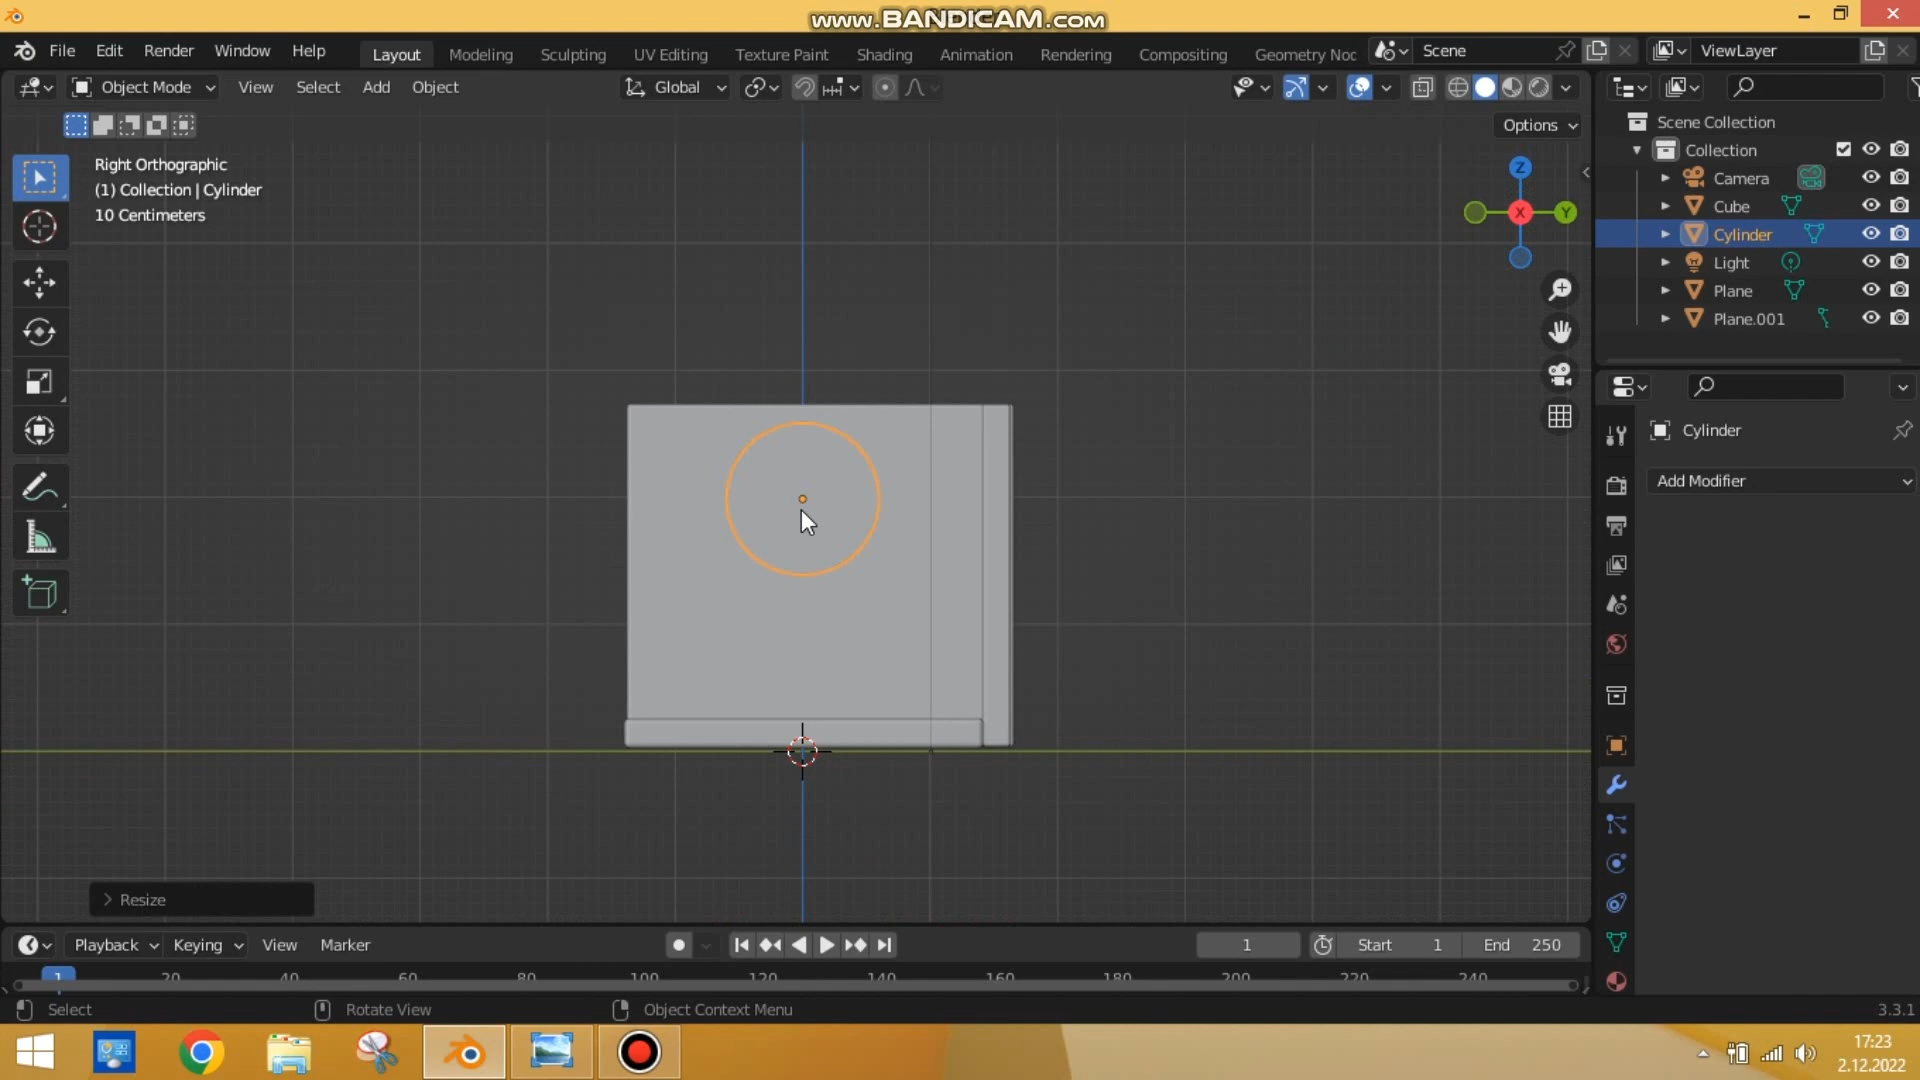 www.BANDICAM.com
File Edit Render Window Help
Layout Modeling Sculpting UV Editing Texture Paint Shading Animation Rendering Compositing Geometry Noc
Scene
ViewLayer
Object Mode View Select Add Object
Global
Options
Right Orthographic
(1) Collection | Cylinder
10 Centimeters
Z
X
Y
Scene Collection
Collection
Camera
Cube
Cylinder
Light
Plane
Plane.001
Cylinder
Add Modifier
Resize
Playback Keying View Marker
1
Start 1
End 250
1 20 40 60 80 100 120 140 160 180 200 220 240
Select
Rotate View
Object Context Menu
3.3.1
17:23
2.12.2022